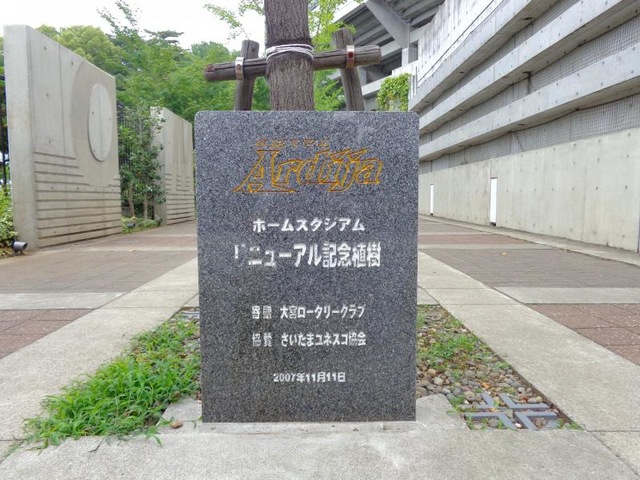 Ardija
ホームスタジアム
リニューアル記念植樹
寄贈 大宮ロータリークラブ
協賛 さいたまユネスコ協会
2007年11月11日